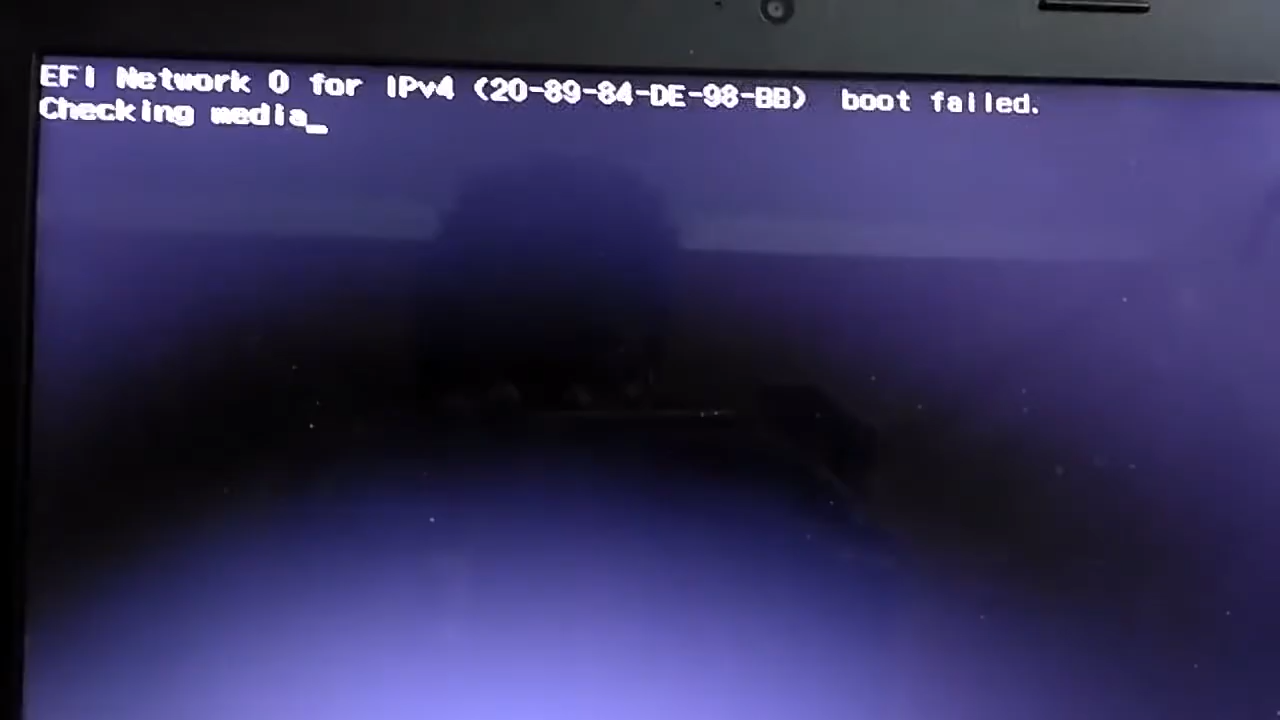 EFI Network 0 for IPv4 (20-89-84-DE-98-BB) boot failed.
Checking media_